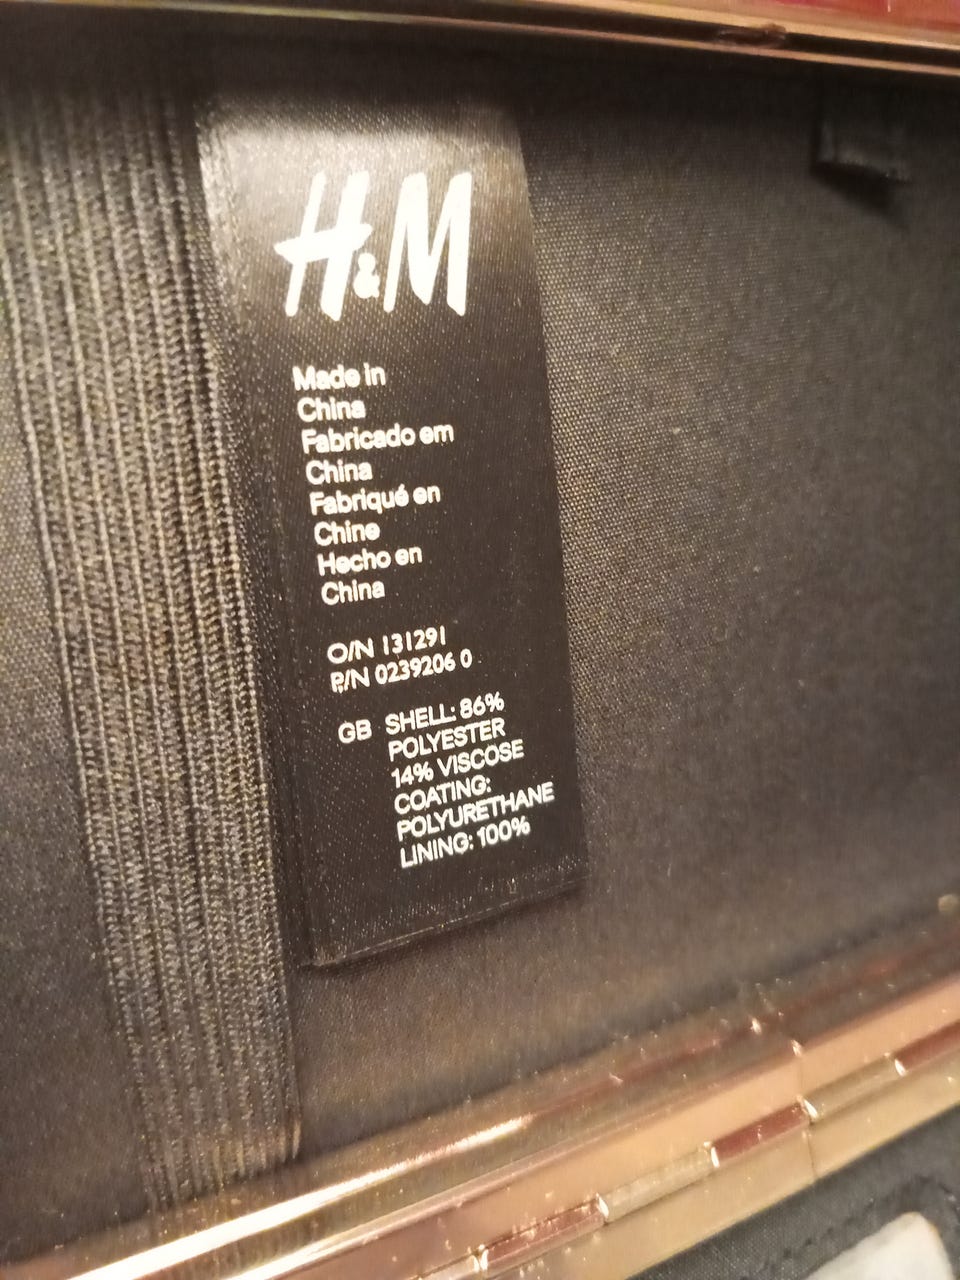 H&M
Made in
China
Fabricado em
China
Fabriqué en
Chine
Hecho en
China
O/N 131291
P/N 0239206 0
GB SHELL: 86%
POLYESTER
14% VISCOSE
COATING:
POLYURETHANE
LINING: 100%